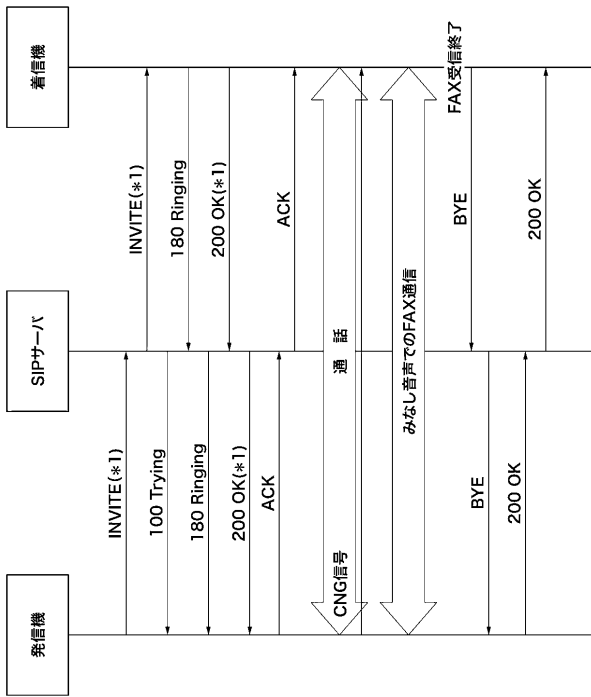 発信機
SIPサーバ
着信機
INVITE(*1)
INVITE(*1)
100 Trying
180 Ringing
180 Ringing
200 OK(*1)
200 OK(*1)
ACK
ACK
通 話
CNG信号
みなし音声でのFAX通信
FAX受信終了
BYE
BYE
200 OK
200 OK